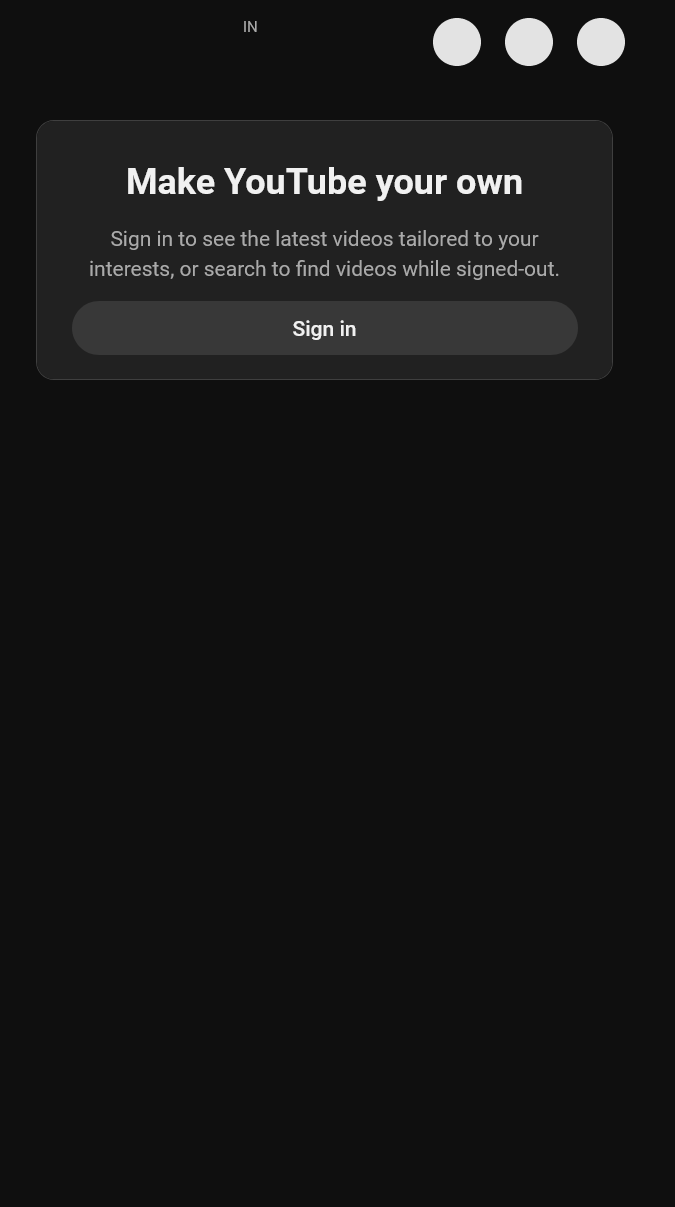 IN
Make YouTube your own
Sign in to see the latest videos tailored to your
interests, or search to find videos while signed-out.
Sign in